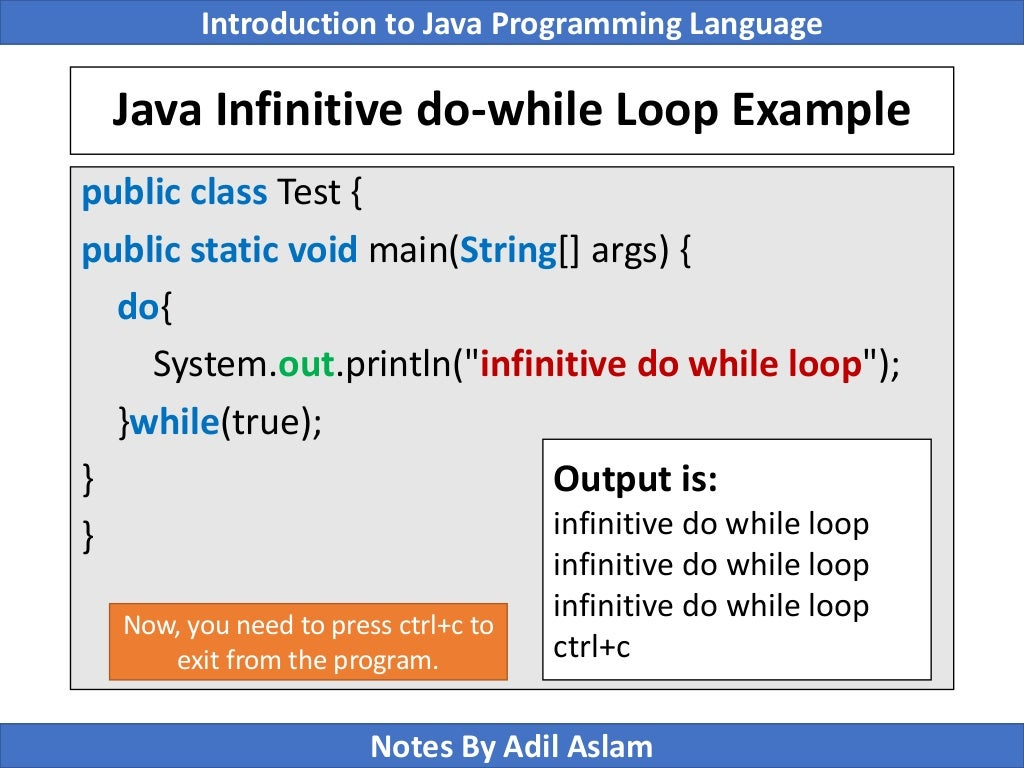 Introduction to Java Programming Language
Java Infinitive do-while Loop Example
public class Test {
public static void main(String[] args) {
do{
System.out.println("infinitive do while loop");
}while(true);
}
}
Output is:
infinitive do while loop
infinitive do while loop
infinitive do while loop
ctrl+c
Now, you need to press ctrl+c to
exit from the program.
Notes By Adil Aslam